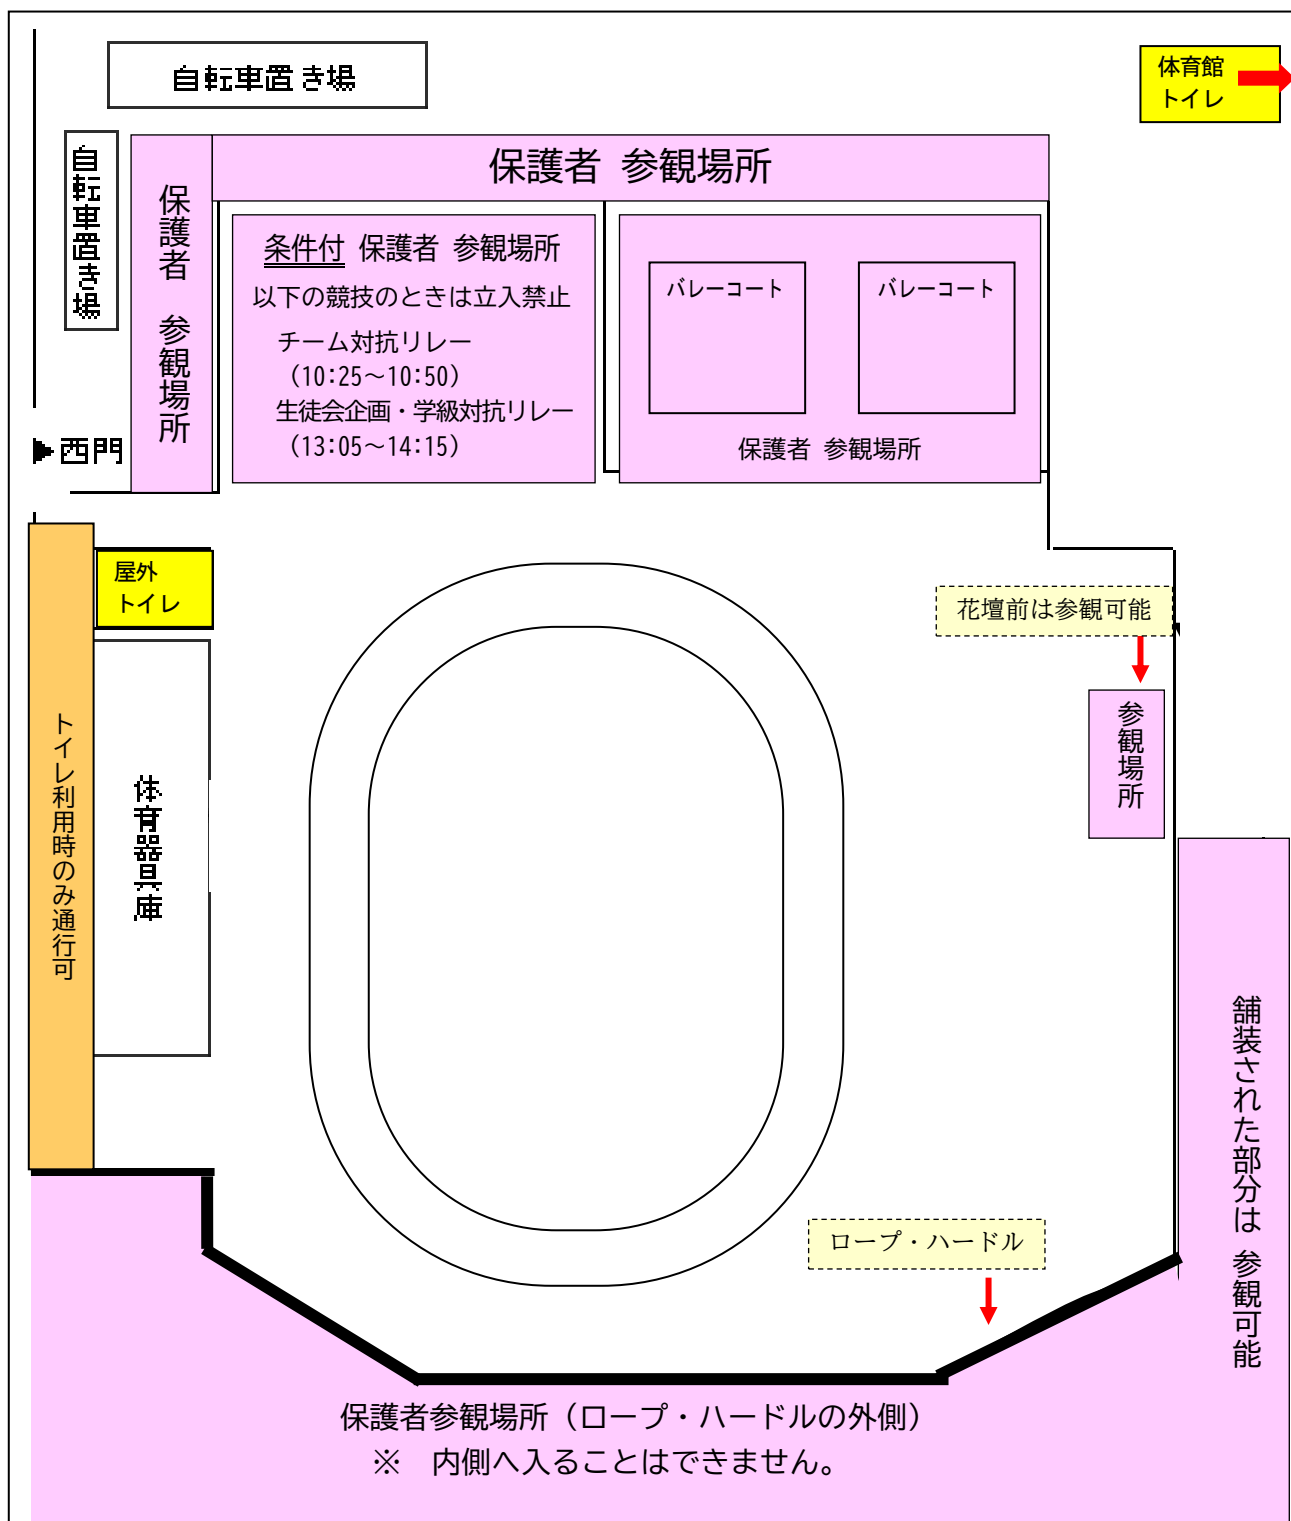 自転車置き場
体育館
トイレ
自転車置き場
保護者 参観場所
保護者 参観場所
条件付 保護者 参観場所
以下の競技のときは立入禁止
チーム対抗リレー
(10:25～10:50)
生徒会企画・学級対抗リレー
(13:05～14:15)
バレーコート
バレーコート
保護者 参観場所
▶西門
屋外
トイレ
花壇前は参観可能
参観場所
トイレ利用時のみ通行可
体育器具庫
舗装された部分は 参観可能
ロープ・ハードル
保護者参観場所（ロープ・ハードルの外側）
※ 内側へ入ることはできません。